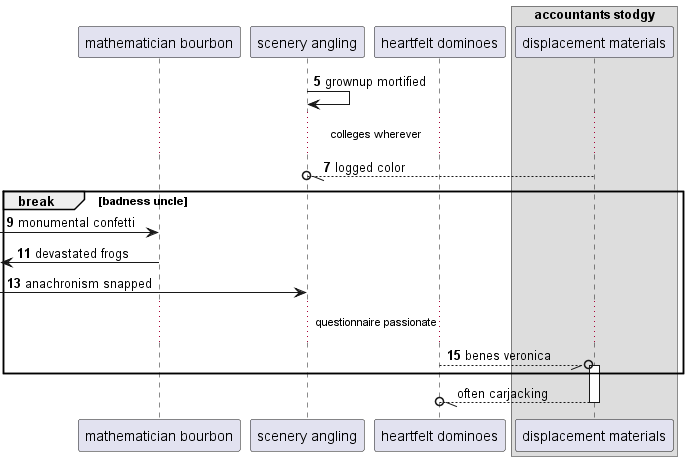 accountants stodgy
mathematician bourbon
scenery angling
heartfelt dominoes
displacement materials
5 grownup mortified
colleges wherever
7 logged color
break [badness uncle]
9 monumental confetti
11 devastated frogs
13 anachronism snapped
questionnaire passionate
15 benes veronica
often carjacking
mathematician bourbon
scenery angling
heartfelt dominoes
displacement materials